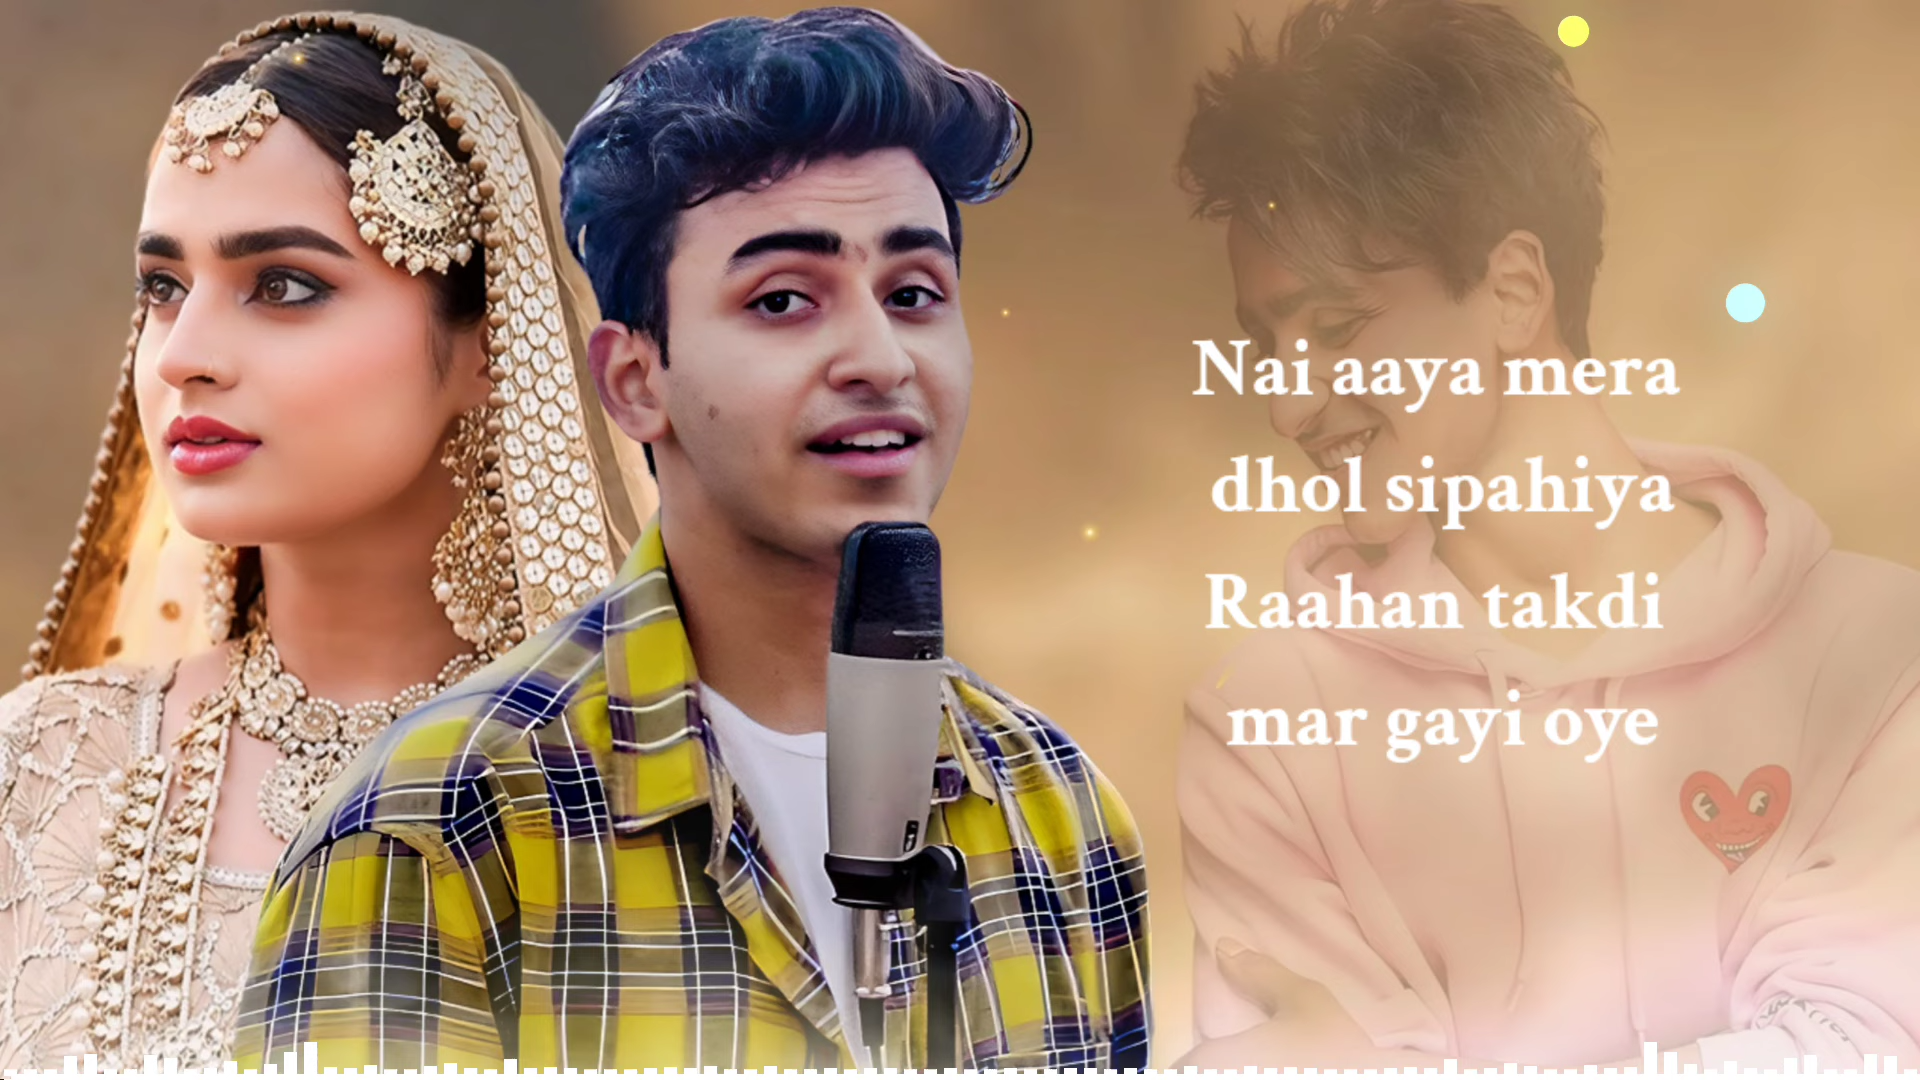 Nai aaya mera
dhol sipahiya
Raahan takdi
mar gayi oye